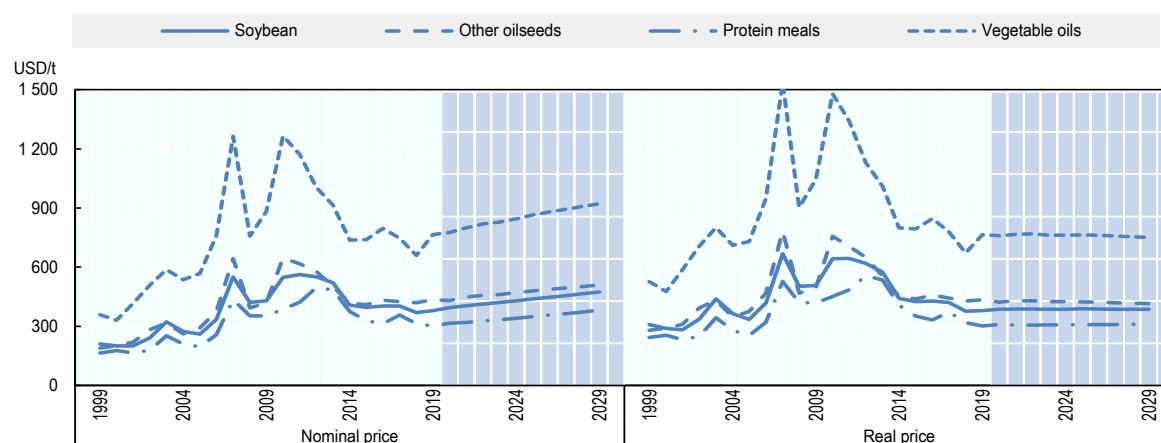 Soybean Other oilseeds Protein meals Vegetable oils
USD/t
1 500
1 200
900
600
300
0
1999 2004 2009 2014 2019 2024 2029 1999 2004 2009 2014 2019 2024 2029
Nominal price Real price